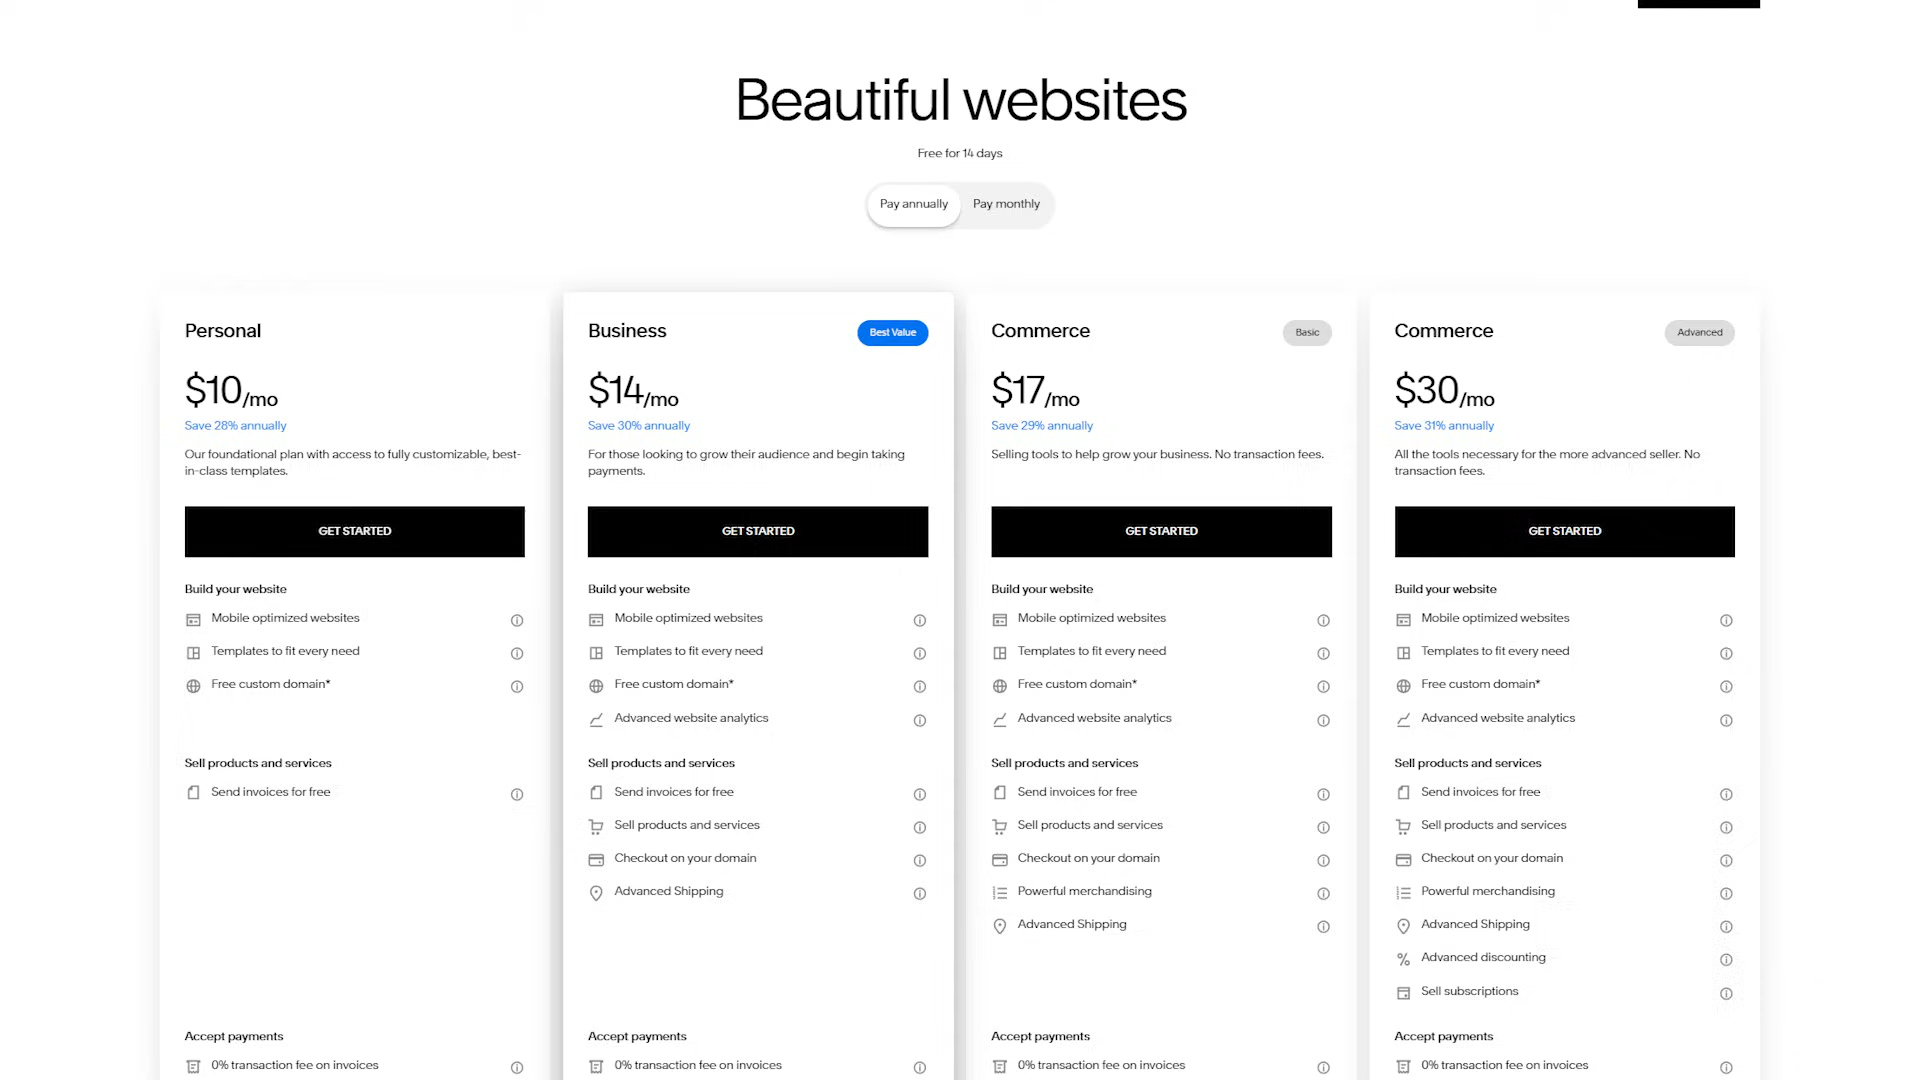 Beautiful websites
Free for 14 days
Pay annually
Pay monthly
Personal
$10/mo
Save 28% annually
Our foundational plan with access to fully customizable, best-
in-class templates.
GET STARTED
Build your website
Mobile optimized websites
Templates to fit every need
Free custom domain*
Sell products and services
Send invoices for free
Accept payments
0% transaction fee on invoices
Business
Best Value
$14/mo
Save 30% annually
For those looking to grow their audience and begin taking
payments.
GET STARTED
Build your website
Mobile optimized websites
Templates to fit every need
Free custom domain*
Advanced website analytics
Sell products and services
Send invoices for free
Sell products and services
Checkout on your domain
Advanced Shipping
Accept payments
0% transaction fee on invoices
Commerce
Basic
$17/mo
Save 29% annually
Selling tools to help grow your business. No transaction fees.
GET STARTED
Build your website
Mobile optimized websites
Templates to fit every need
Free custom domain*
Advanced website analytics
Sell products and services
Send invoices for free
Sell products and services
Checkout on your domain
Powerful merchandising
Advanced Shipping
Accept payments
0% transaction fee on invoices
Commerce
Advanced
$30/mo
Save 31% annually
All the tools necessary for the more advanced seller. No
transaction fees.
GET STARTED
Build your website
Mobile optimized websites
Templates to fit every need
Free custom domain*
Advanced website analytics
Sell products and services
Send invoices for free
Sell products and services
Checkout on your domain
Powerful merchandising
Advanced Shipping
Advanced discounting
Sell subscriptions
Accept payments
0% transaction fee on invoices